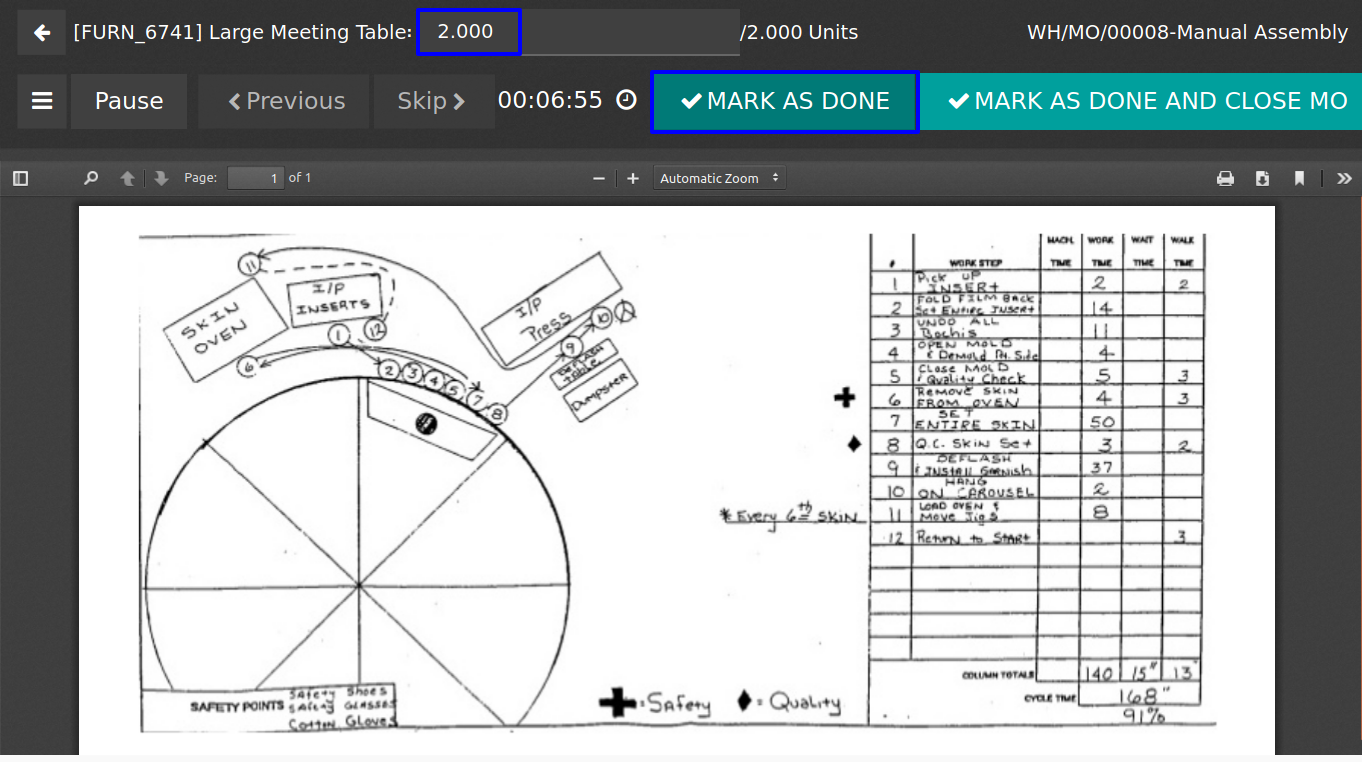 [FURN_6741] Large Meeting Table: 2.000 /2.000 Units WH/MO/00008-Manual Assembly
Pause Previous Skip 00:06:55 MARK AS DONE MARK AS DONE AND CLOSE MO
Page: 1 of 1 Automatic Zoom
11
SKIN
OVEN
I/P
INSERTS
I/P
Press
10
1
12
9
DEFLASH
table
6
2
3
4
5
*
7
8
Dumpster
SAFETY POINTS
SAfety Shoes
SAfety GLASSES
Cotton Gloves
* Every 6th SKIN
= Safety = Quality
MACH. WORK WAIT WALK
# WORK STEP TIME TIME TIME TIME
1 Pick UP INSERt 2 2
2 FOLD FILM BACK Set ENTIRE INSERT 14
3 UNDO ALL 11
4 OPEN MOLD & Demold Pt. Side 4
5 Close MOLD & Quality Check 5 3
6 Remove SKIN FROM OVEN 4 3
7 SET ENTIRE SKIN 50
8 Q.C. SKIN Set 3 2
9 DEFLASH & INSTALL GARNISH 37
10 HANG ON CAROUSEL 2
11 LOAD OVEN & Move Jigs 8
12 Return to START 3
COLUMN TOTALS 140 15" 13
CYCLE TIME 168"
91%